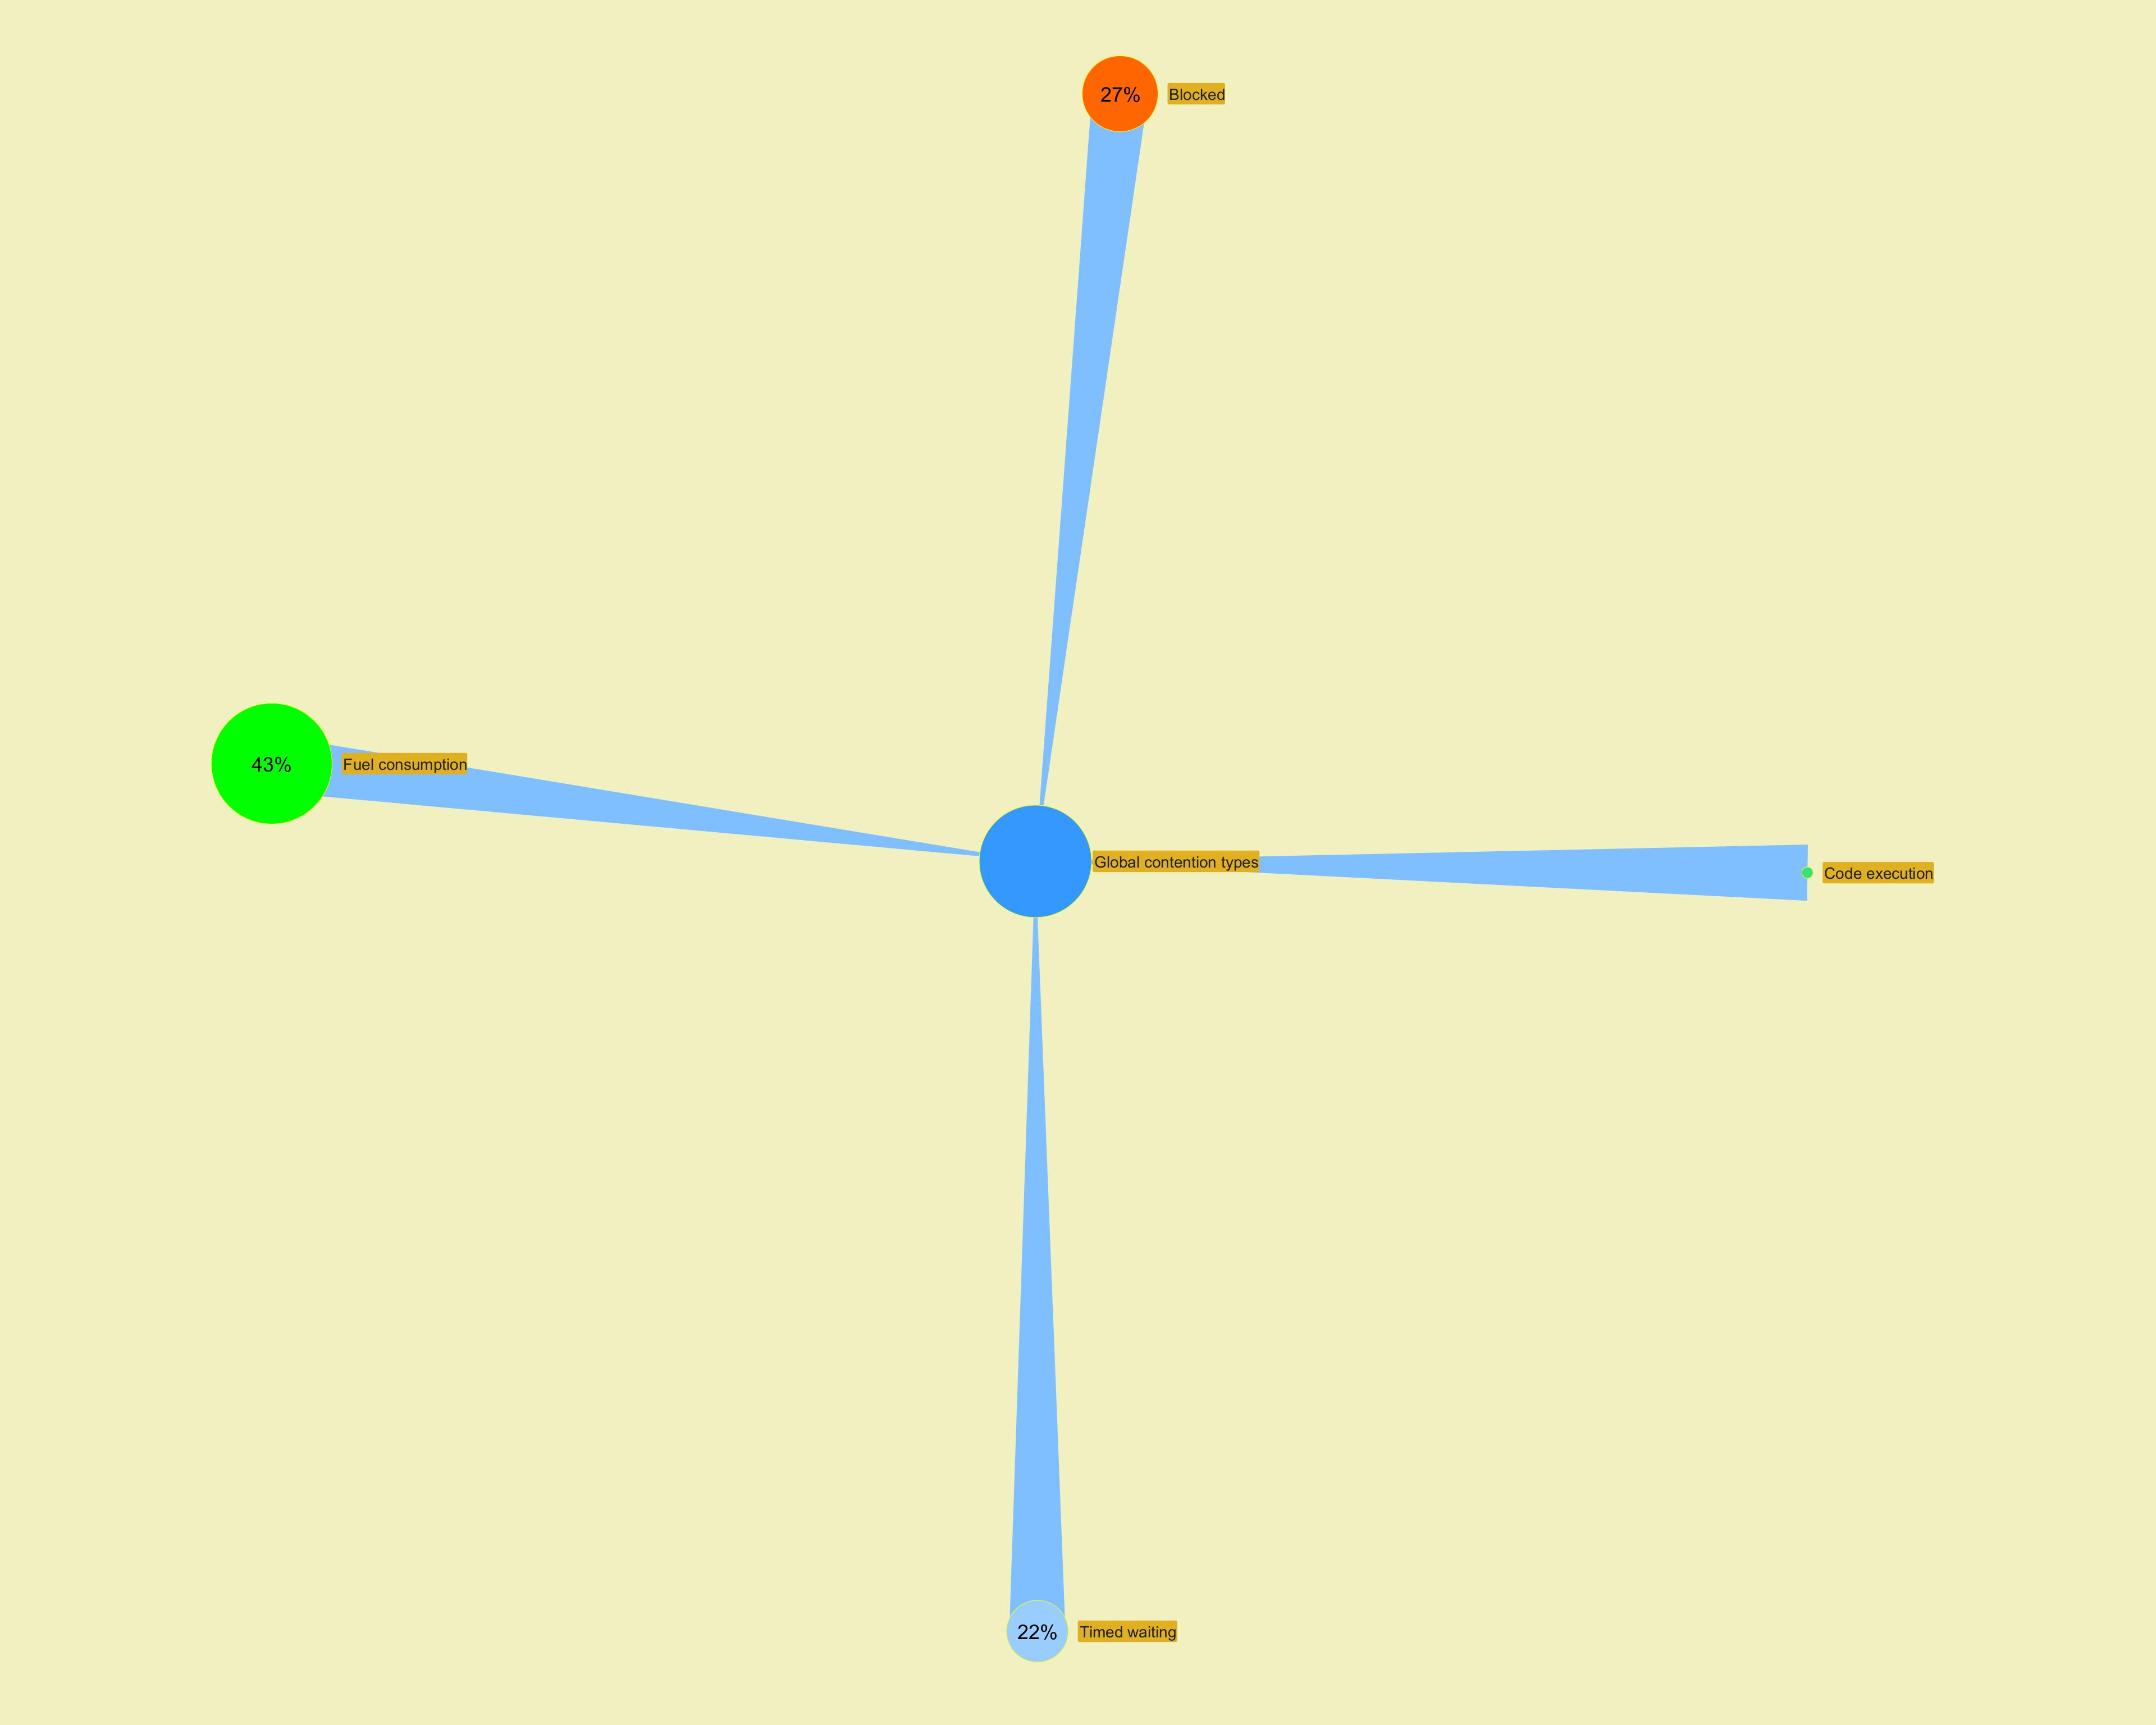 27%
Blocked
43%
Fuel consumption
Global contention types
Code execution
22%
Timed waiting